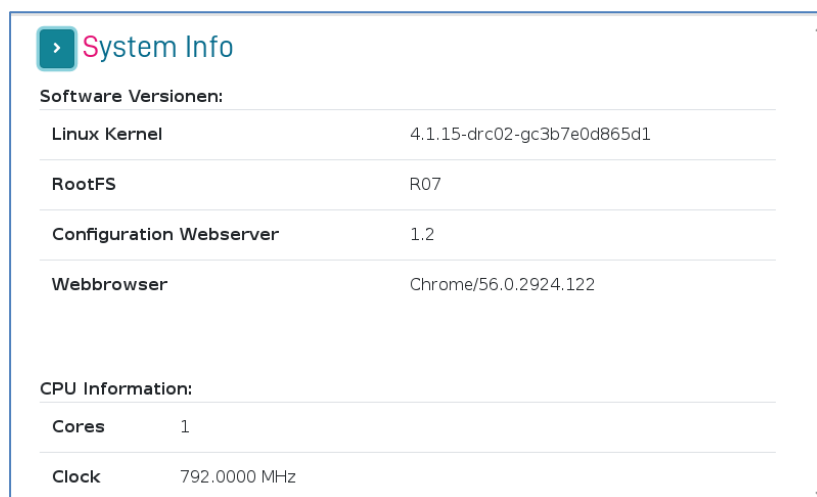 System Info
Software Versionen:
Linux Kernel 4.1.15-drc02-gc3b7e0d865d1
RootFS R07
Configuration Webserver 1.2
Webbrowser Chrome/56.0.2924.122
CPU Information:
Cores 1
Clock 792.0000 MHz